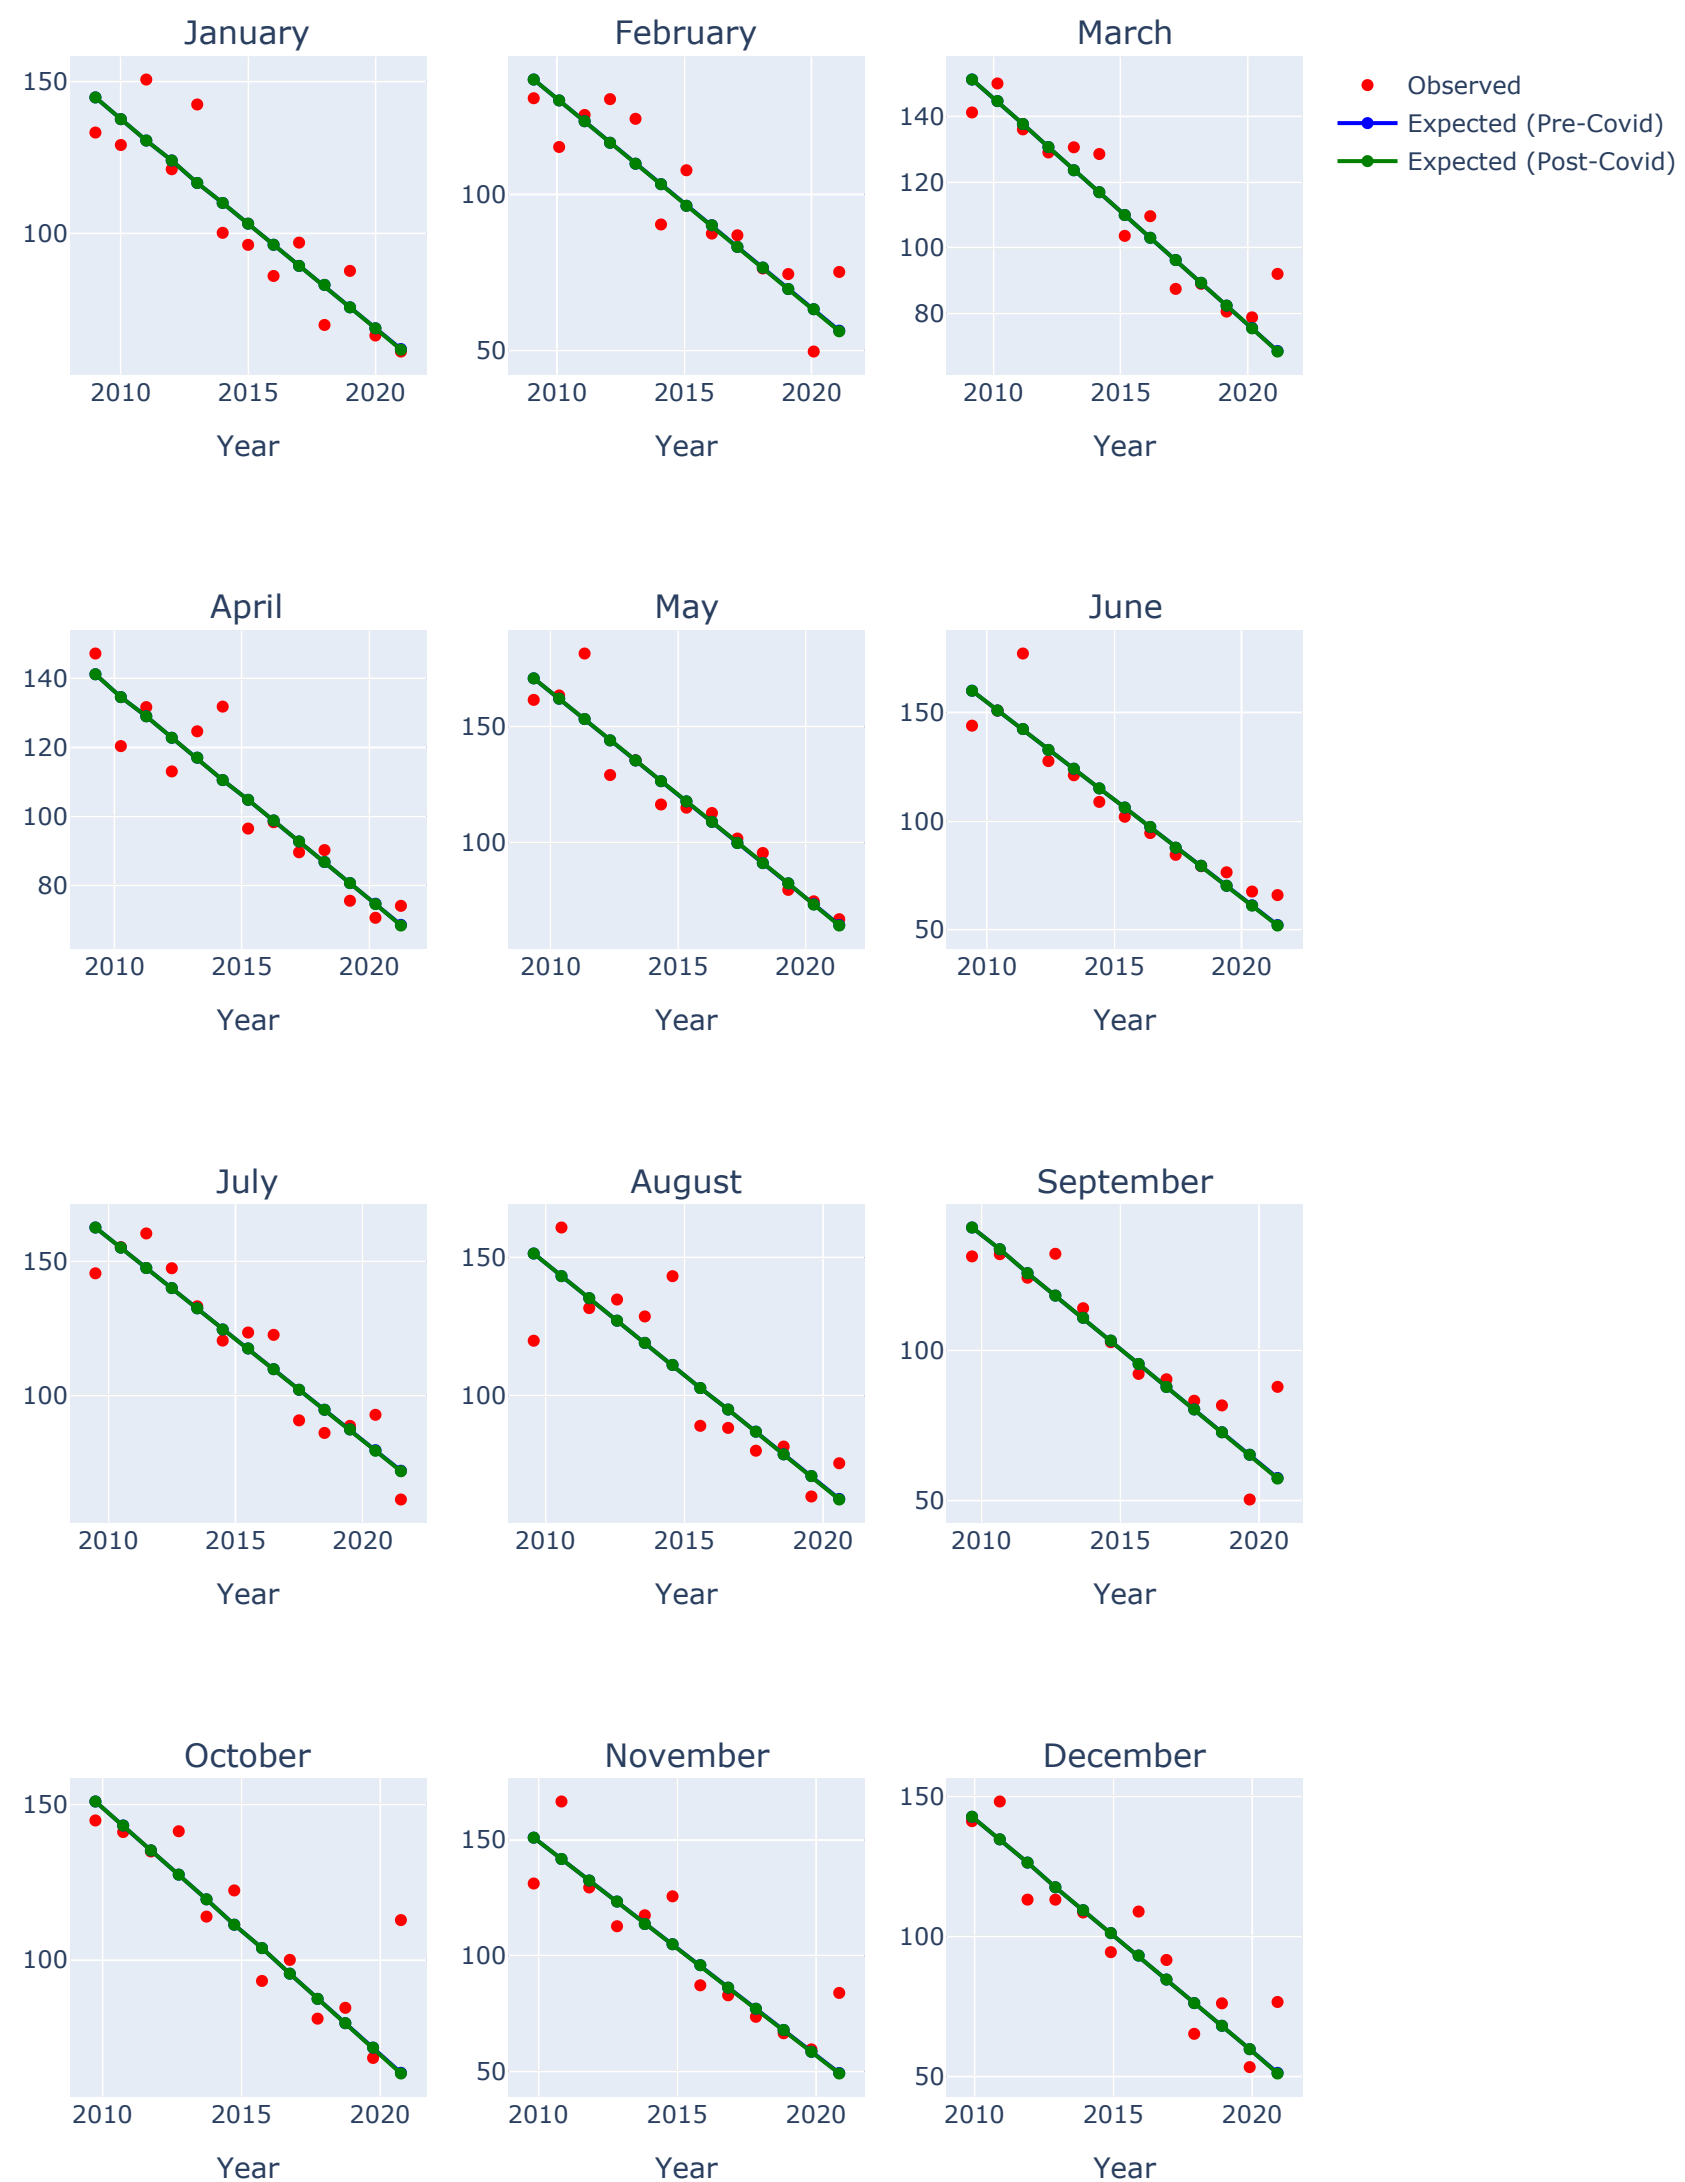 January
February
March
150
100
100
50
140
120
100
80
2010 2015 2020
2010 2015 2020
2010 2015 2020
Year
Year
Year
Observed
Expected (Pre-Covid)
Expected (Post-Covid)
April
May
June
140
120
100
80
150
100
150
100
50
2010 2015 2020
2010 2015 2020
2010 2015 2020
Year
Year
Year
July
August
September
150
100
150
100
100
50
2010 2015 2020
2010 2015 2020
2010 2015 2020
Year
Year
Year
October
November
December
150
100
150
100
50
150
100
50
2010 2015 2020
2010 2015 2020
2010 2015 2020
Year
Year
Year